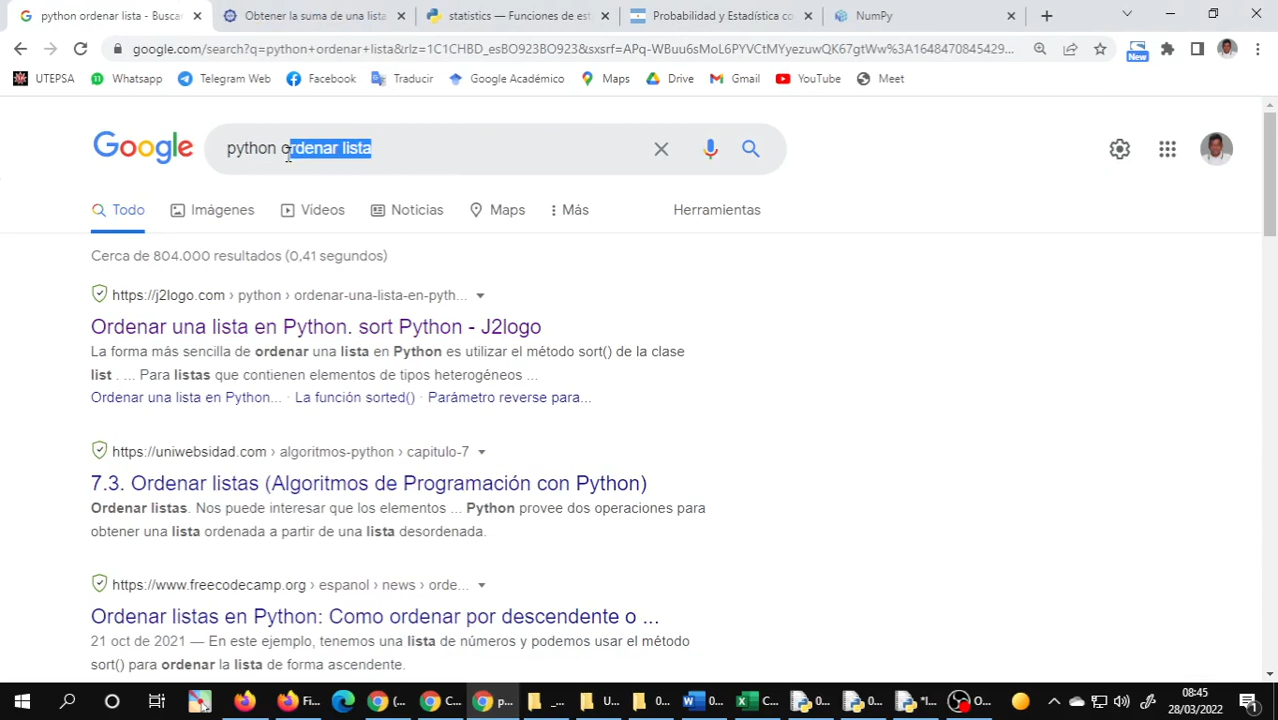 python ordenar lista - Buscar
Obtener la suma de una lista
statistics — Funciones de est
Probabilidad y Estadística co
NumPy
google.com/search?q=python+ordenar+lista&rlz=1C1CHBD_esBO923BO923&sxsrf=APq-WBuu6sMoL6PYVCtMYyezuwQK67gtWw%3A1648470845429...
New
UTEPSA
Whatsapp
Telegram Web
Facebook
Traducir
Google Académico
Maps
Drive
Gmail
YouTube
Meet
Google
python ordenar lista
Todo
Imágenes
Vídeos
Noticias
Maps
Más
Herramientas
Cerca de 804.000 resultados (0,41 segundos)
https://j2logo.com › python › ordenar-una-lista-en-pyth...
Ordenar una lista en Python. sort Python - J2logo
La forma más sencilla de ordenar una lista en Python es utilizar el método sort() de la clase
list . ... Para listas que contienen elementos de tipos heterogéneos ...
Ordenar una lista en Python... · La función sorted() · Parámetro reverse para...
https://uniwebsidad.com › algoritmos-python › capitulo-7
7.3. Ordenar listas (Algoritmos de Programación con Python)
Ordenar listas. Nos puede interesar que los elementos ... Python provee dos operaciones para
obtener una lista ordenada a partir de una lista desordenada.
https://www.freecodecamp.org › espanol › news › orde...
Ordenar listas en Python: Como ordenar por descendente o ...
21 oct de 2021 — En este ejemplo, tenemos una lista de números y podemos usar el método
sort() para ordenar la lista de forma ascendente.
Fi...
(...
C...
p...
_...
U...
0...
0...
C...
0...
0...
*I...
O...
08:45
28/03/2022
1